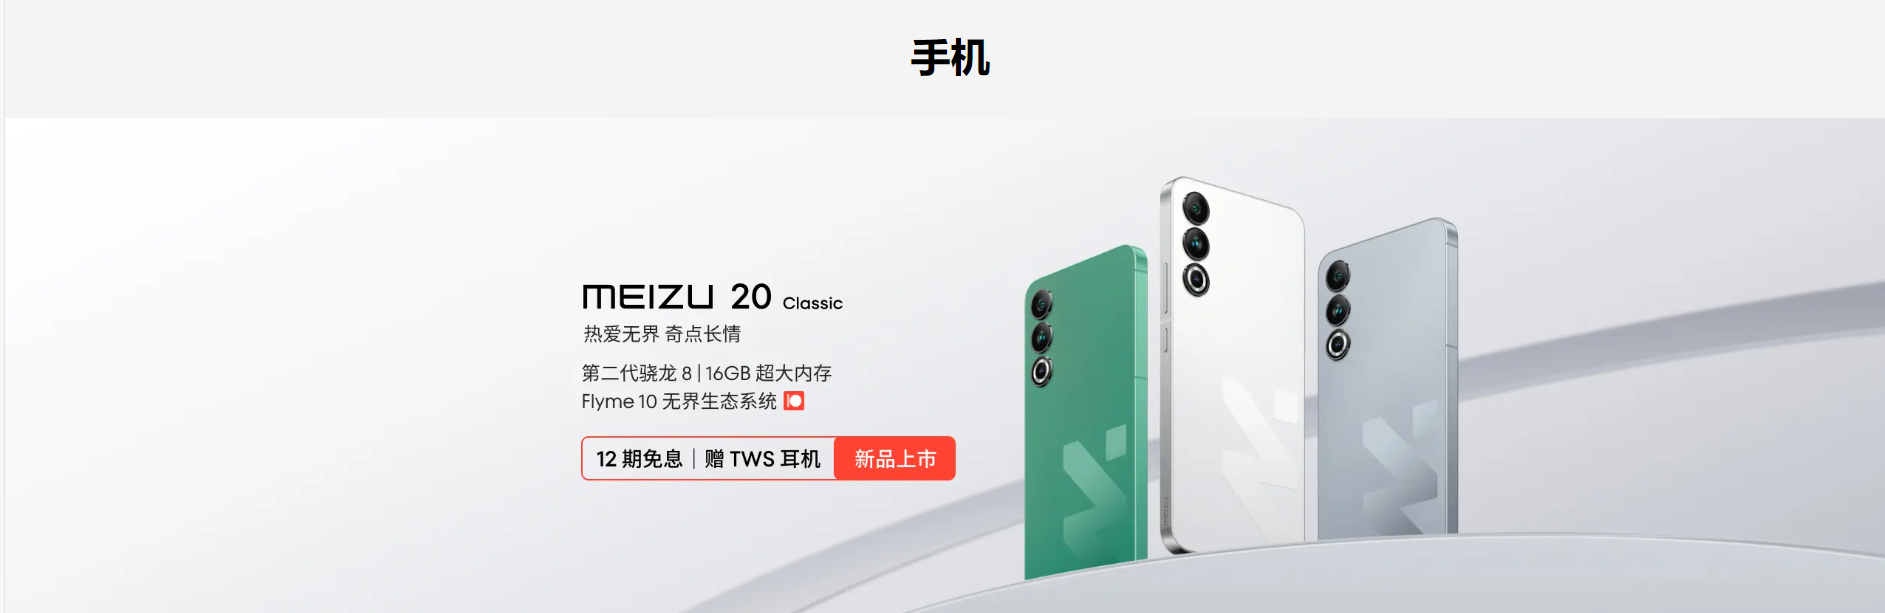 手机
MEIZU 20 Classic
热爱无界 奇点长情
第二代骁龙 8 | 16GB 超大内存
Flyme 10 无界生态系统
12 期免息 | 赠 TWS 耳机 新品上市